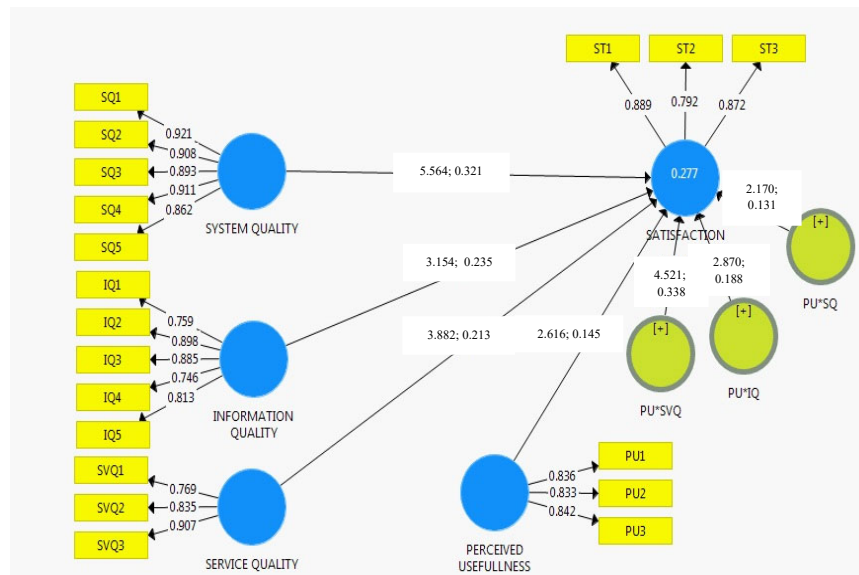 ST1 ST2 ST3
0.889 0.792 0.872
SQ1
SQ2
SQ3
SQ4
SQ5
0.921
0.908
0.893
0.911
0.862
SYSTEM QUALITY
5.564; 0.321
0.277
SATISFACTION
2.170;
0.131
[+]
PU*SQ
IQ1
IQ2
IQ3
IQ4
IQ5
0.759
0.898
0.885
0.746
0.813
INFORMATION
QUALITY
3.154; 0.235
4.521;
0.338
[+]
PU*SVQ
2.870;
0.188
[+]
PU*IQ
SVQ1
SVQ2
SVQ3
0.769
0.835
0.907
SERVICE QUALITY
3.882; 0.213
2.616; 0.145
PERCEIVED
USEFULLNESS
0.836
0.833
0.842
PU1
PU2
PU3